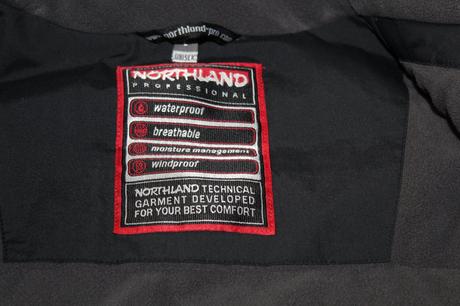 northland-pro.com
UNISEX
NORTHLAND
PROFESSIONAL
waterproof
breathable
moisture management
windproof
NORTHLAND TECHNICAL
GARMENT DEVELOPED
FOR YOUR BEST COMFORT